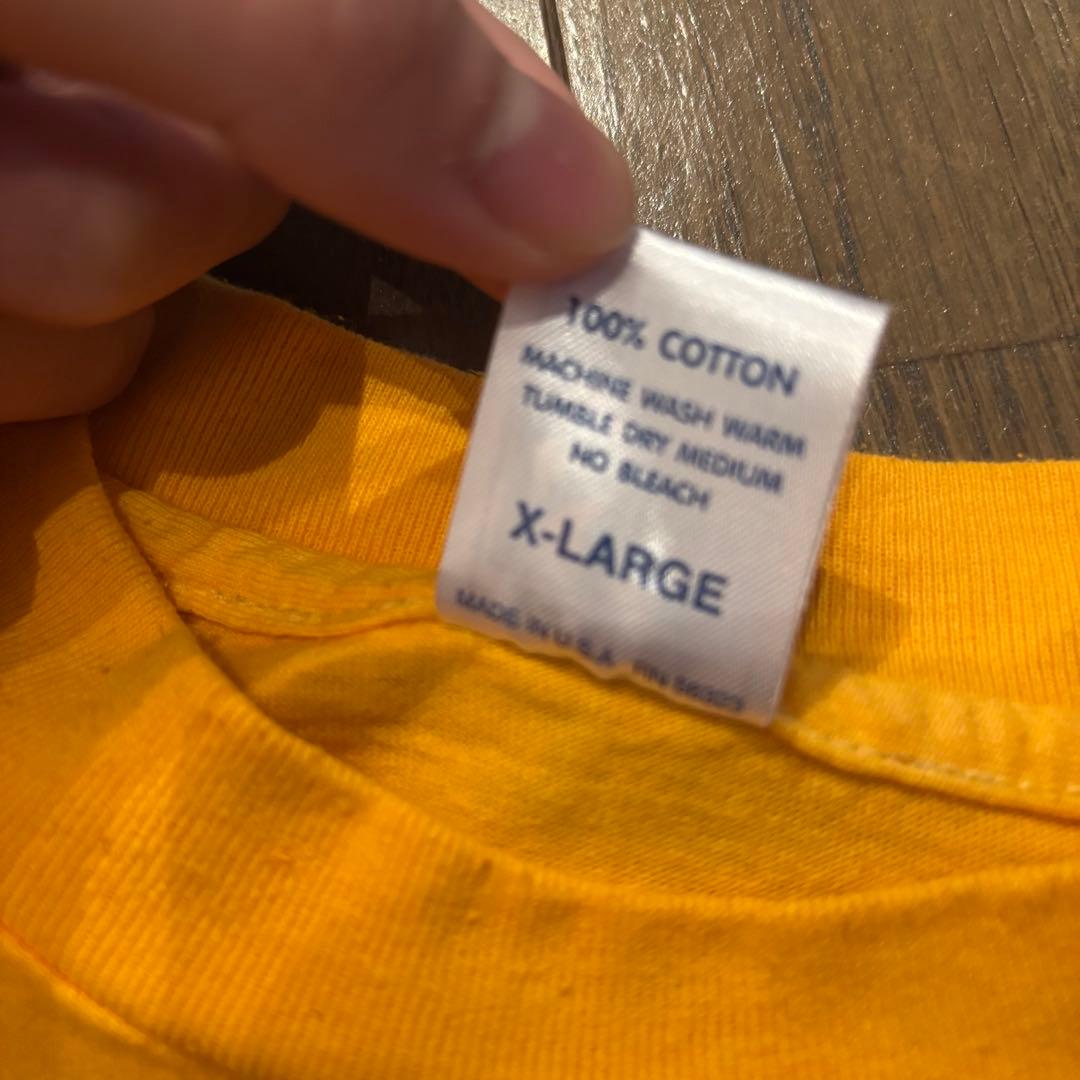 100% COTTON
MACHINE WASH WARM
TUMBLE DRY MEDIUM
NO BLEACH
X-LARGE
MADE IN U.S.A